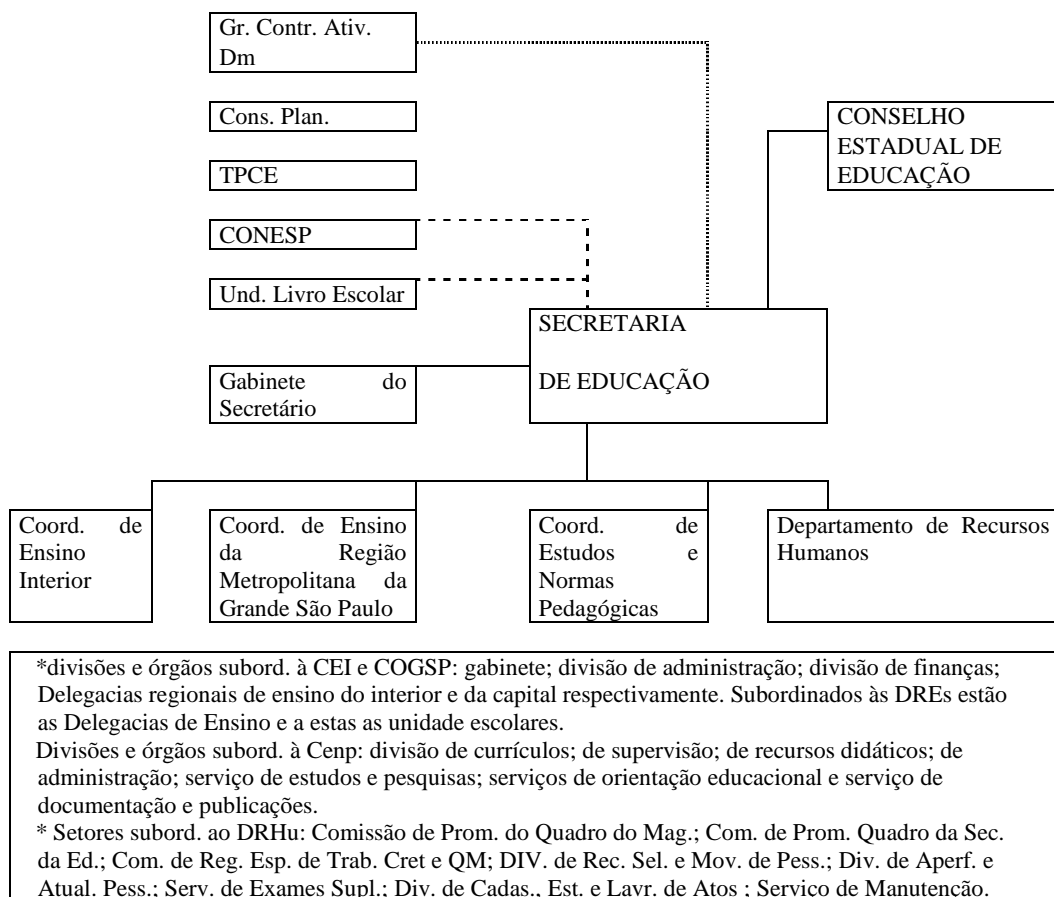 Gr. Contr. Ativ.
Dm
Cons. Plan.
CONSELHO
ESTADUAL DE
EDUCAÇÃO
TPCE
CONESP
Und. Livro Escolar
SECRETARIA
DE EDUCAÇÃO
Gabinete do
Secretário
Coord. de
Ensino
Interior
Coord. de Ensino
da Região
Metropolitana da
Grande São Paulo
Coord. de
Estudos e
Normas
Pedagógicas
Departamento de Recursos
Humanos
*divisões e órgãos subord. à CEI e COGSP: gabinete; divisão de administração; divisão de finanças;
Delegacias regionais de ensino do interior e da capital respectivamente. Subordinados às DREs estão
as Delegacias de Ensino e a estas as unidade escolares.
Divisões e órgãos subord. à Cenp: divisão de currículos; de supervisão; de recursos didáticos; de
administração; serviço de estudos e pesquisas; serviços de orientação educacional e serviço de
documentação e publicações.
* Setores subord. ao DRHu: Comissão de Prom. do Quadro do Mag.; Com. de Prom. Quadro da Sec.
da Ed.; Com. de Reg. Esp. de Trab. Cret e QM; DIV. de Rec. Sel. e Mov. de Pess.; Div. de Aperf. e
Atual. Pess.; Serv. de Exames Supl.; Div. de Cadas., Est. e Lavr. de Atos ; Serviço de Manutenção.